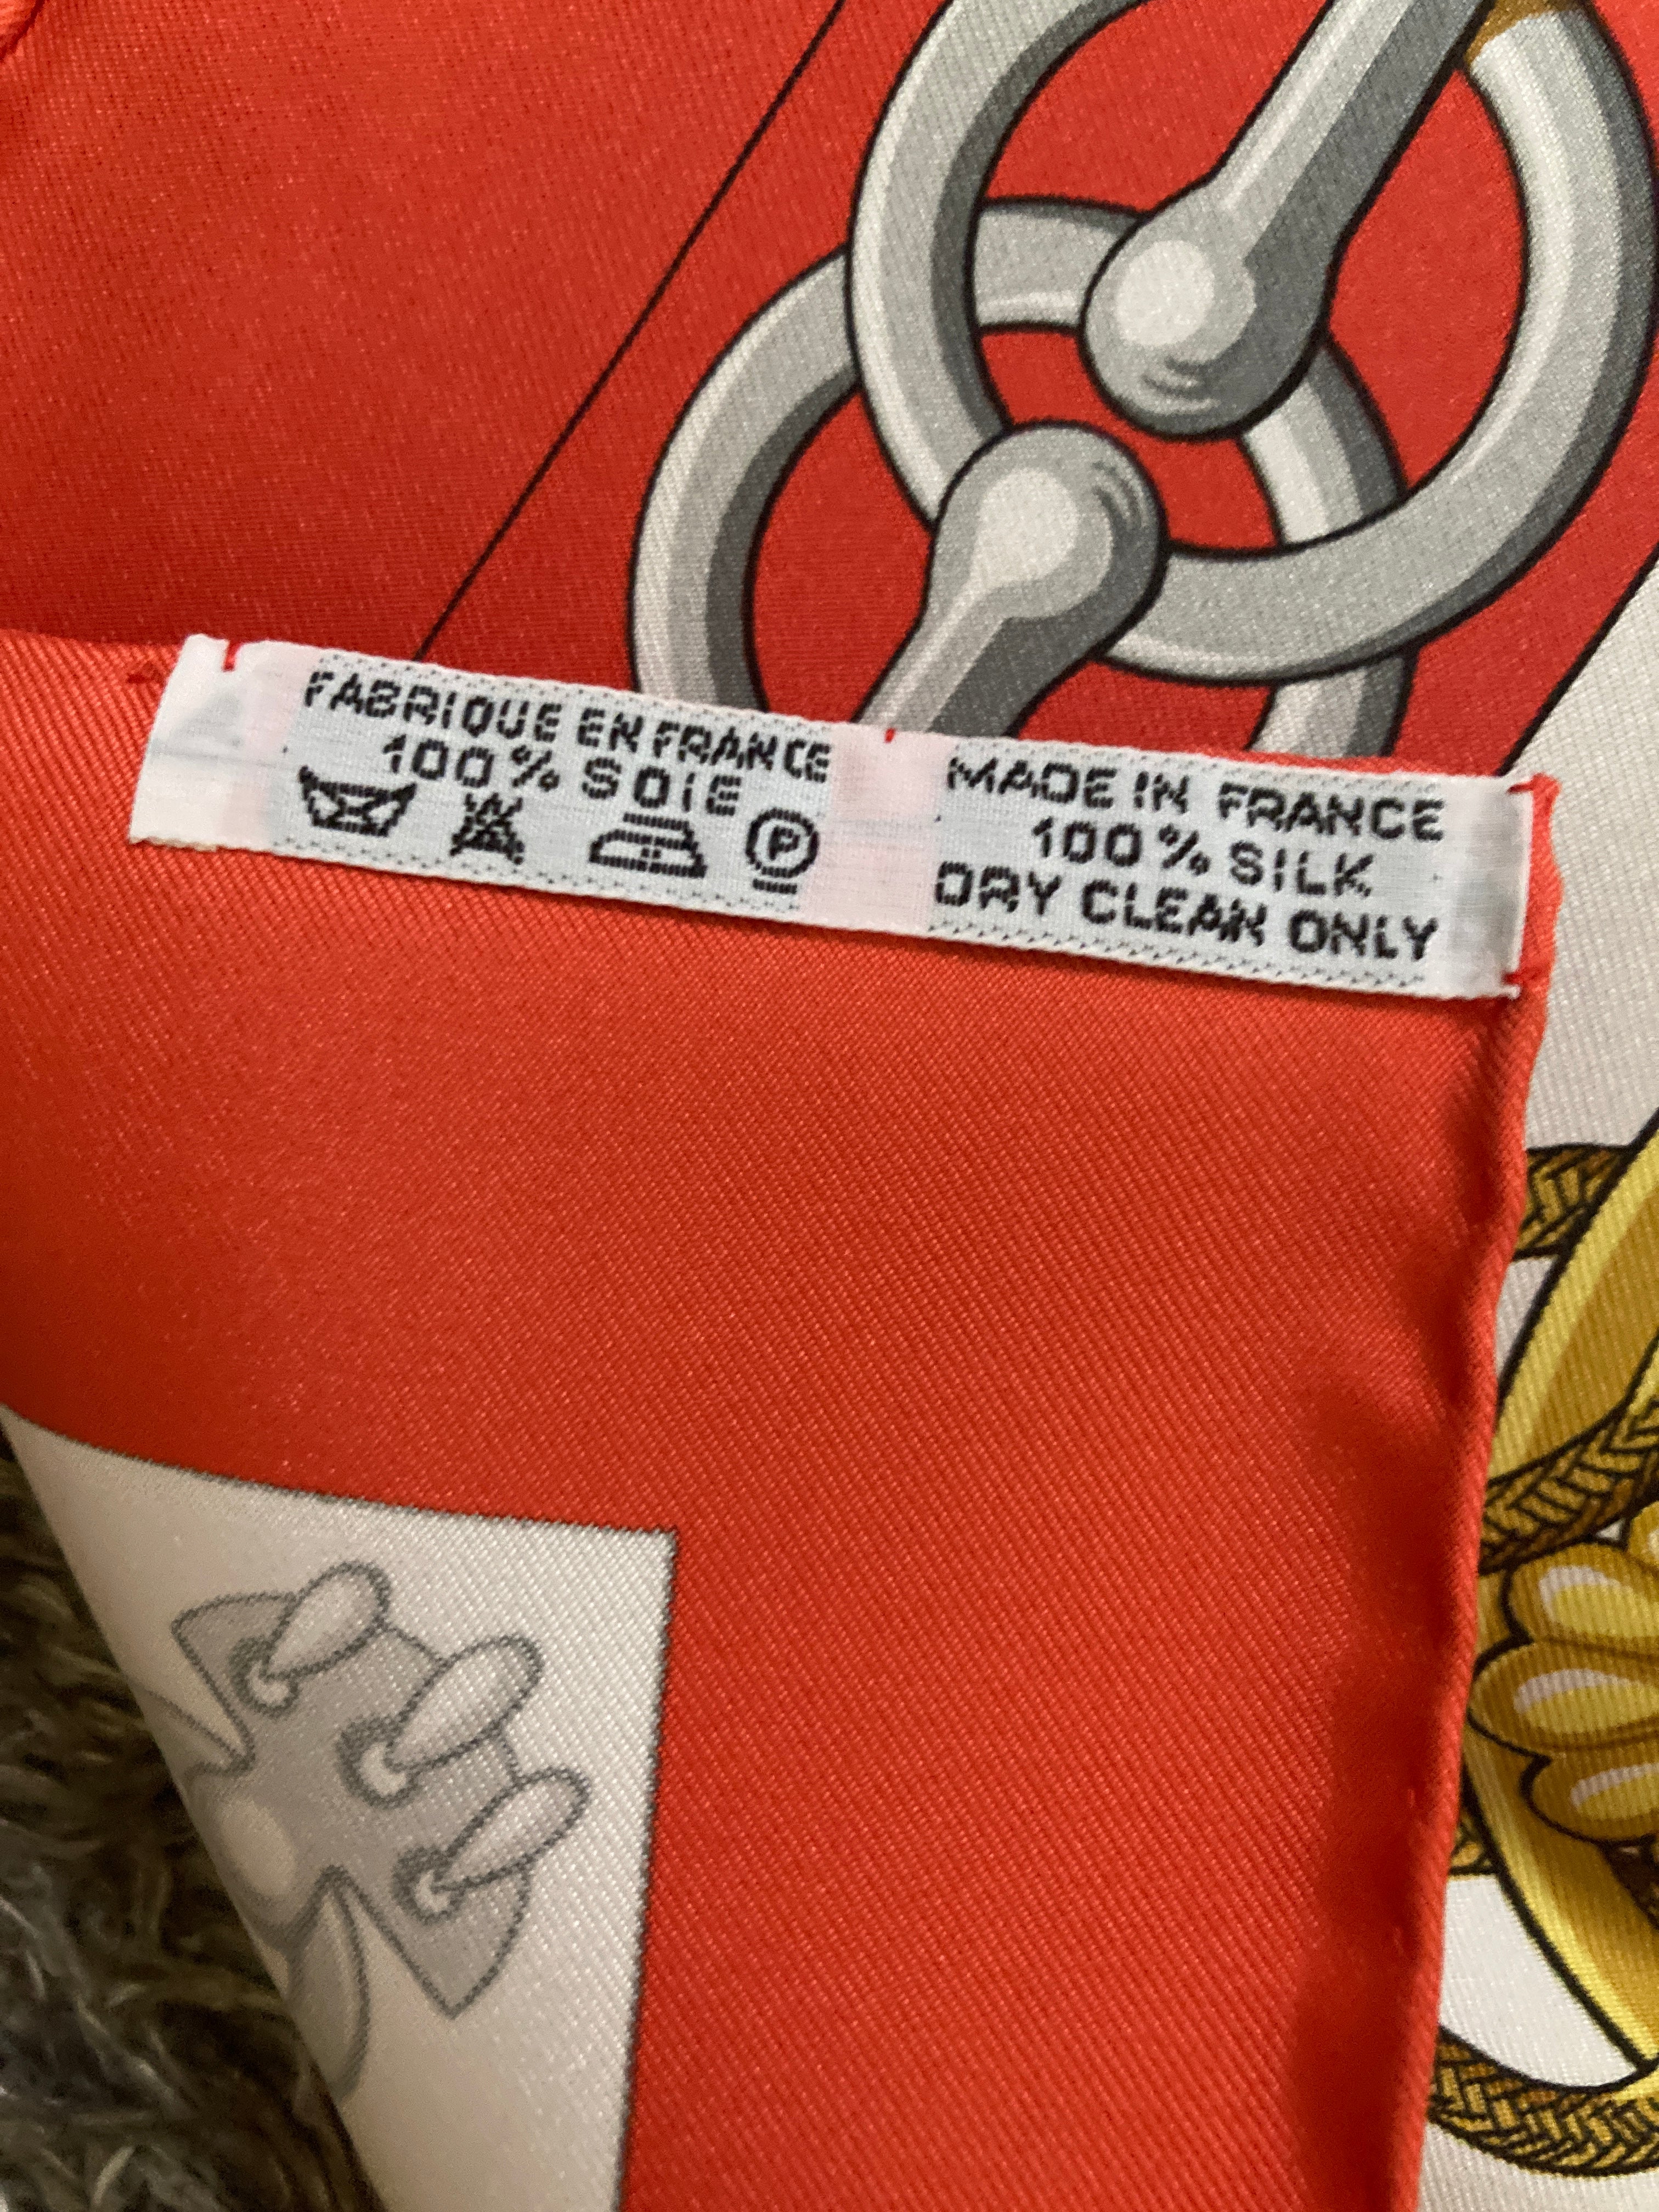 FABRIQUE EN FRANCE
100% SOIE
P
MADE IN FRANCE
100% SILK
DRY CLEAN ONLY